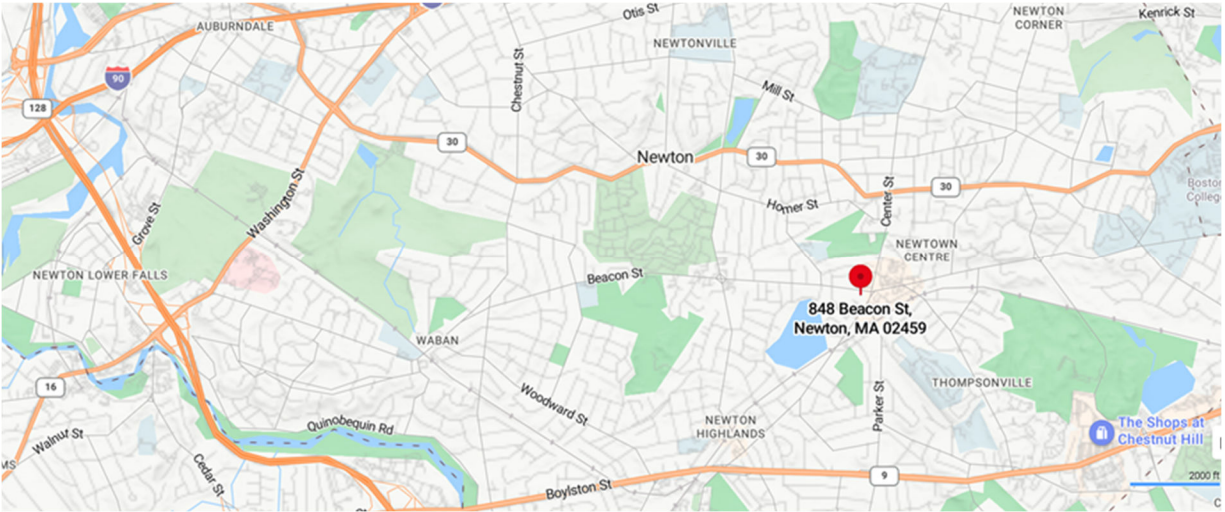 Otis St
NEWTON
CORNER
Kenrick St
AUBURNDALE
NEWTONVILLE
90
Chestnut St
Mill St
128
30
Newton
30
30
Boston
Colleg
Washington St
Center St
Homer St
Grove St
NEWTOWN
CENTRE
NEWTON LOWER FALLS
Beacon St
848 Beacon St,
Newton, MA 02459
WABAN
16
Woodward St
THOMPSONVILLE
Parker St
Quinobequin Rd
NEWTON
HIGHLANDS
The Shops at
Chestnut Hill
Walnut St
MS
Cedar St
9
2000 ft
Boylston St